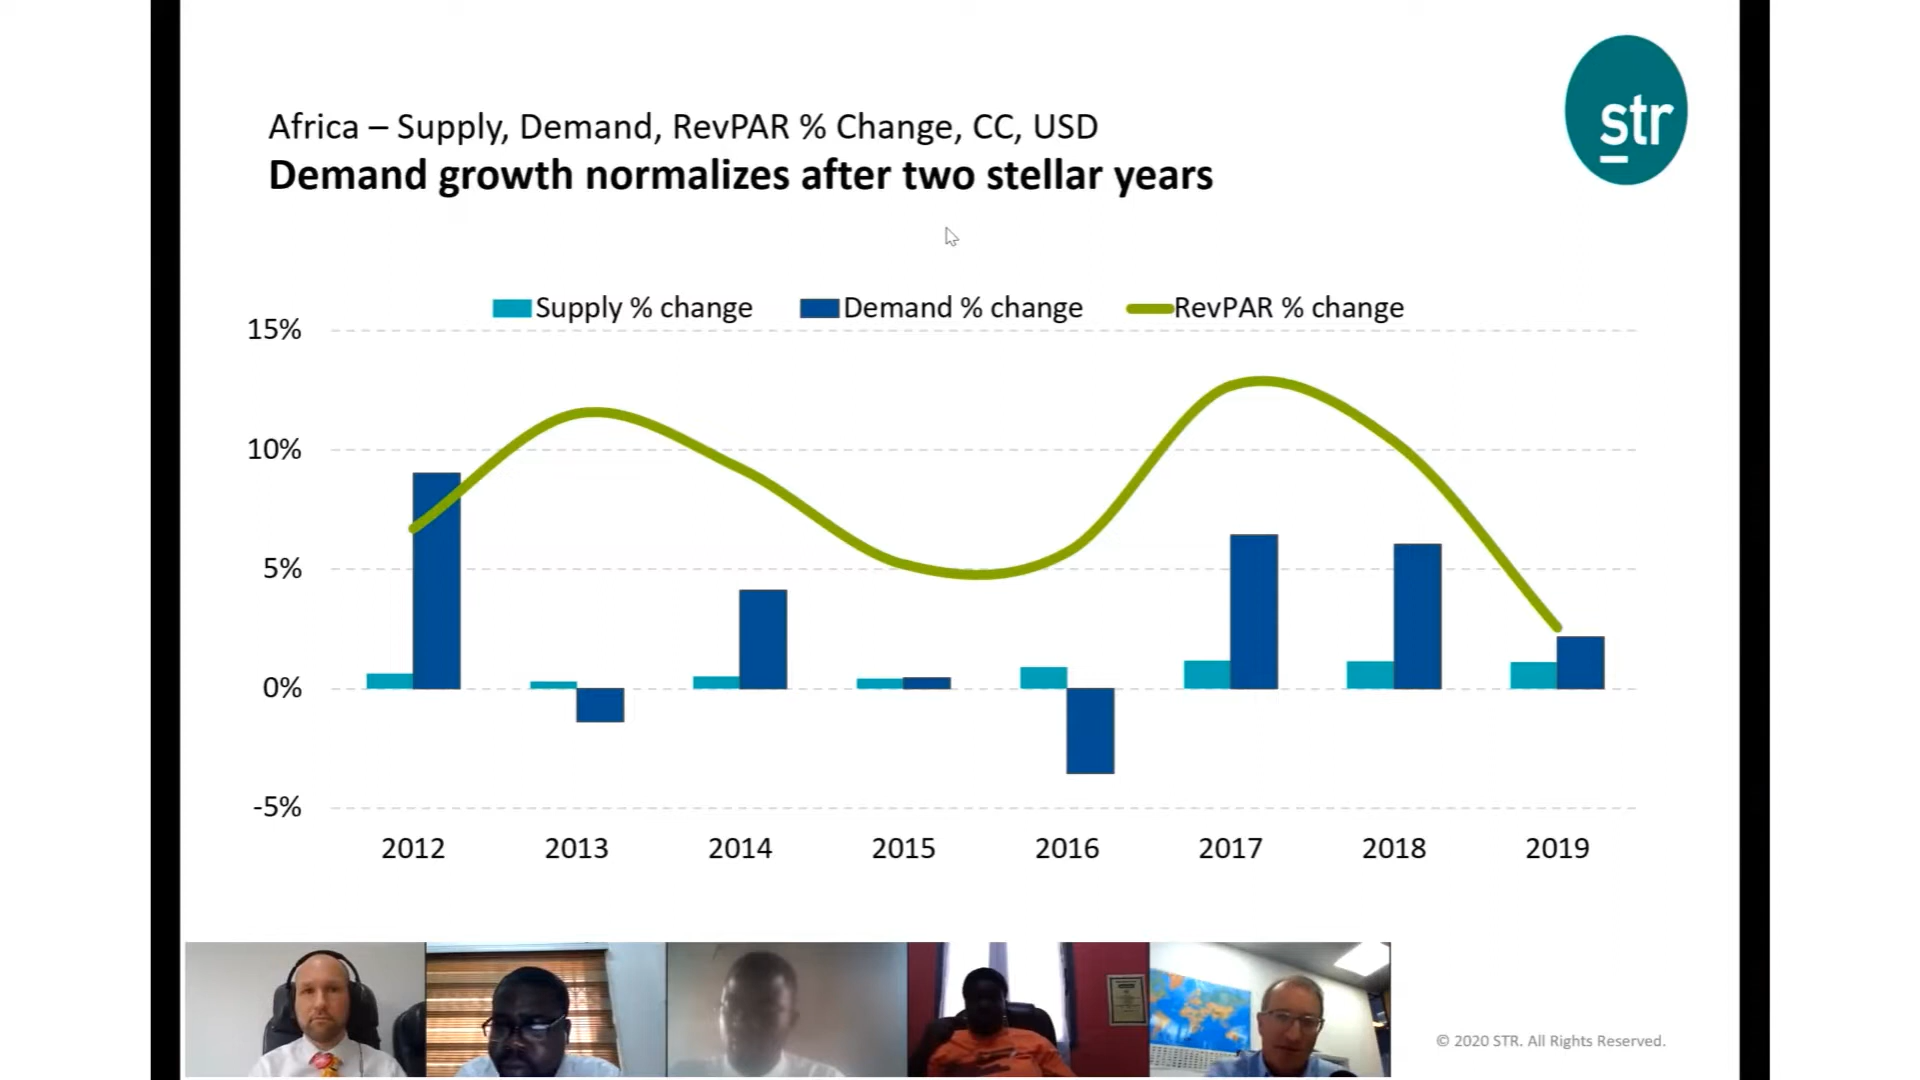 str
Africa – Supply, Demand, RevPAR % Change, CC, USD
Demand growth normalizes after two stellar years
Supply % change Demand % change RevPAR % change
15%
10%
5%
0%
-5%
2012 2013 2014 2015 2016 2017 2018 2019
© 2020 STR. All Rights Reserved.